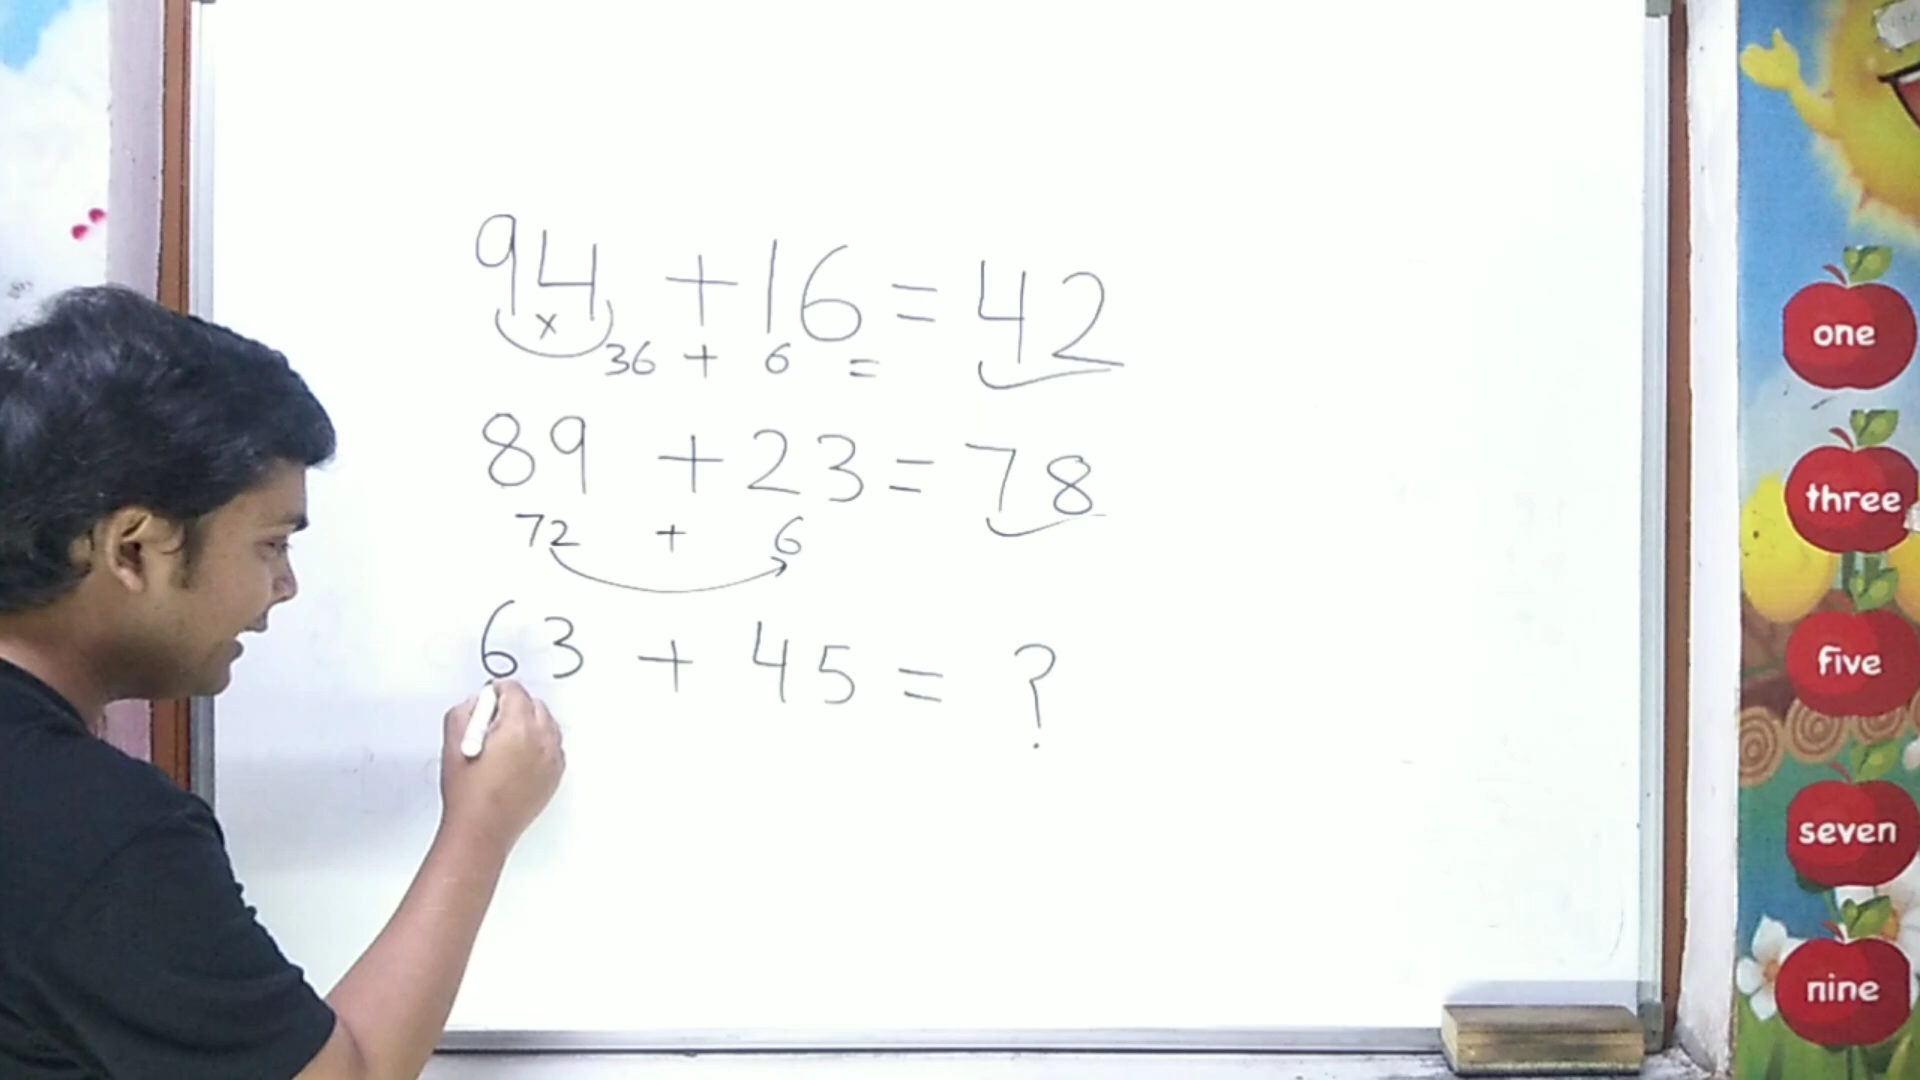 94 + 16 = 42
x
36 + 6 =
89 + 23 = 78
72 + 6
63 + 45 = ?
one
three
five
seven
nine